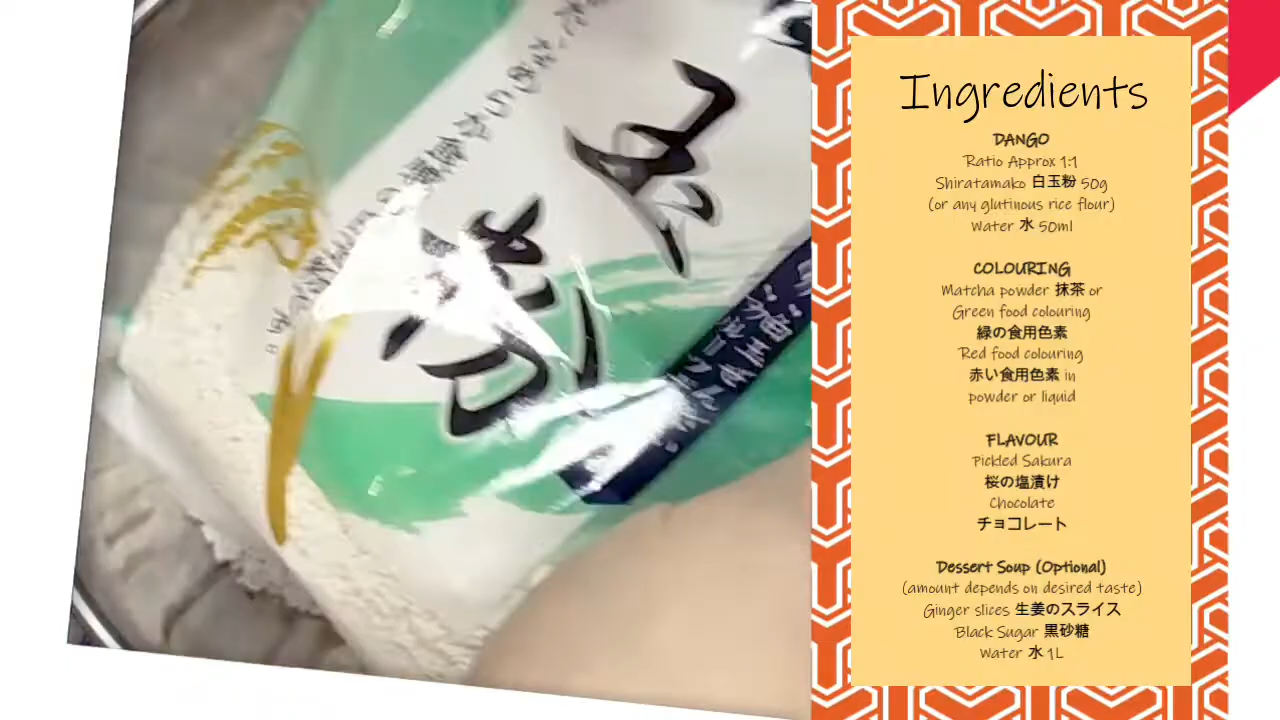 Ingredients
DANGO
Ratio Approx 1:1
Shiratamako 白玉粉 50g
(or any glutinous rice flour)
Water 水 50ml
COLOURING
Matcha powder 抹茶 or
Green food colouring
緑の食用色素
Red food colouring
赤い食用色素 in
powder or liquid
FLAVOUR
Pickled Sakura
桜の塩漬け
Chocolate
チョコレート
Dessert Soup (Optional)
(amount depends on desired taste)
Ginger slices 生姜のスライス
Black Sugar 黒砂糖
Water 水 1L